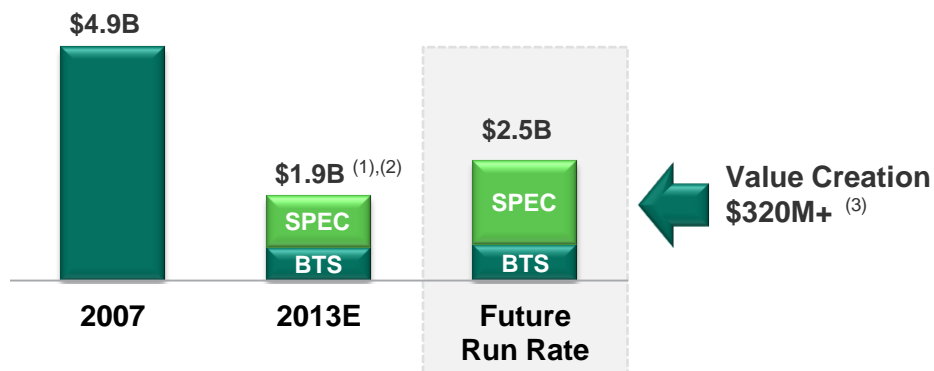 $4.9B
$2.5B
$1.9B (1),(2)
Value Creation
$320M+ (3)
SPEC
SPEC
BTS
BTS
2007
2013E
Future
Run Rate